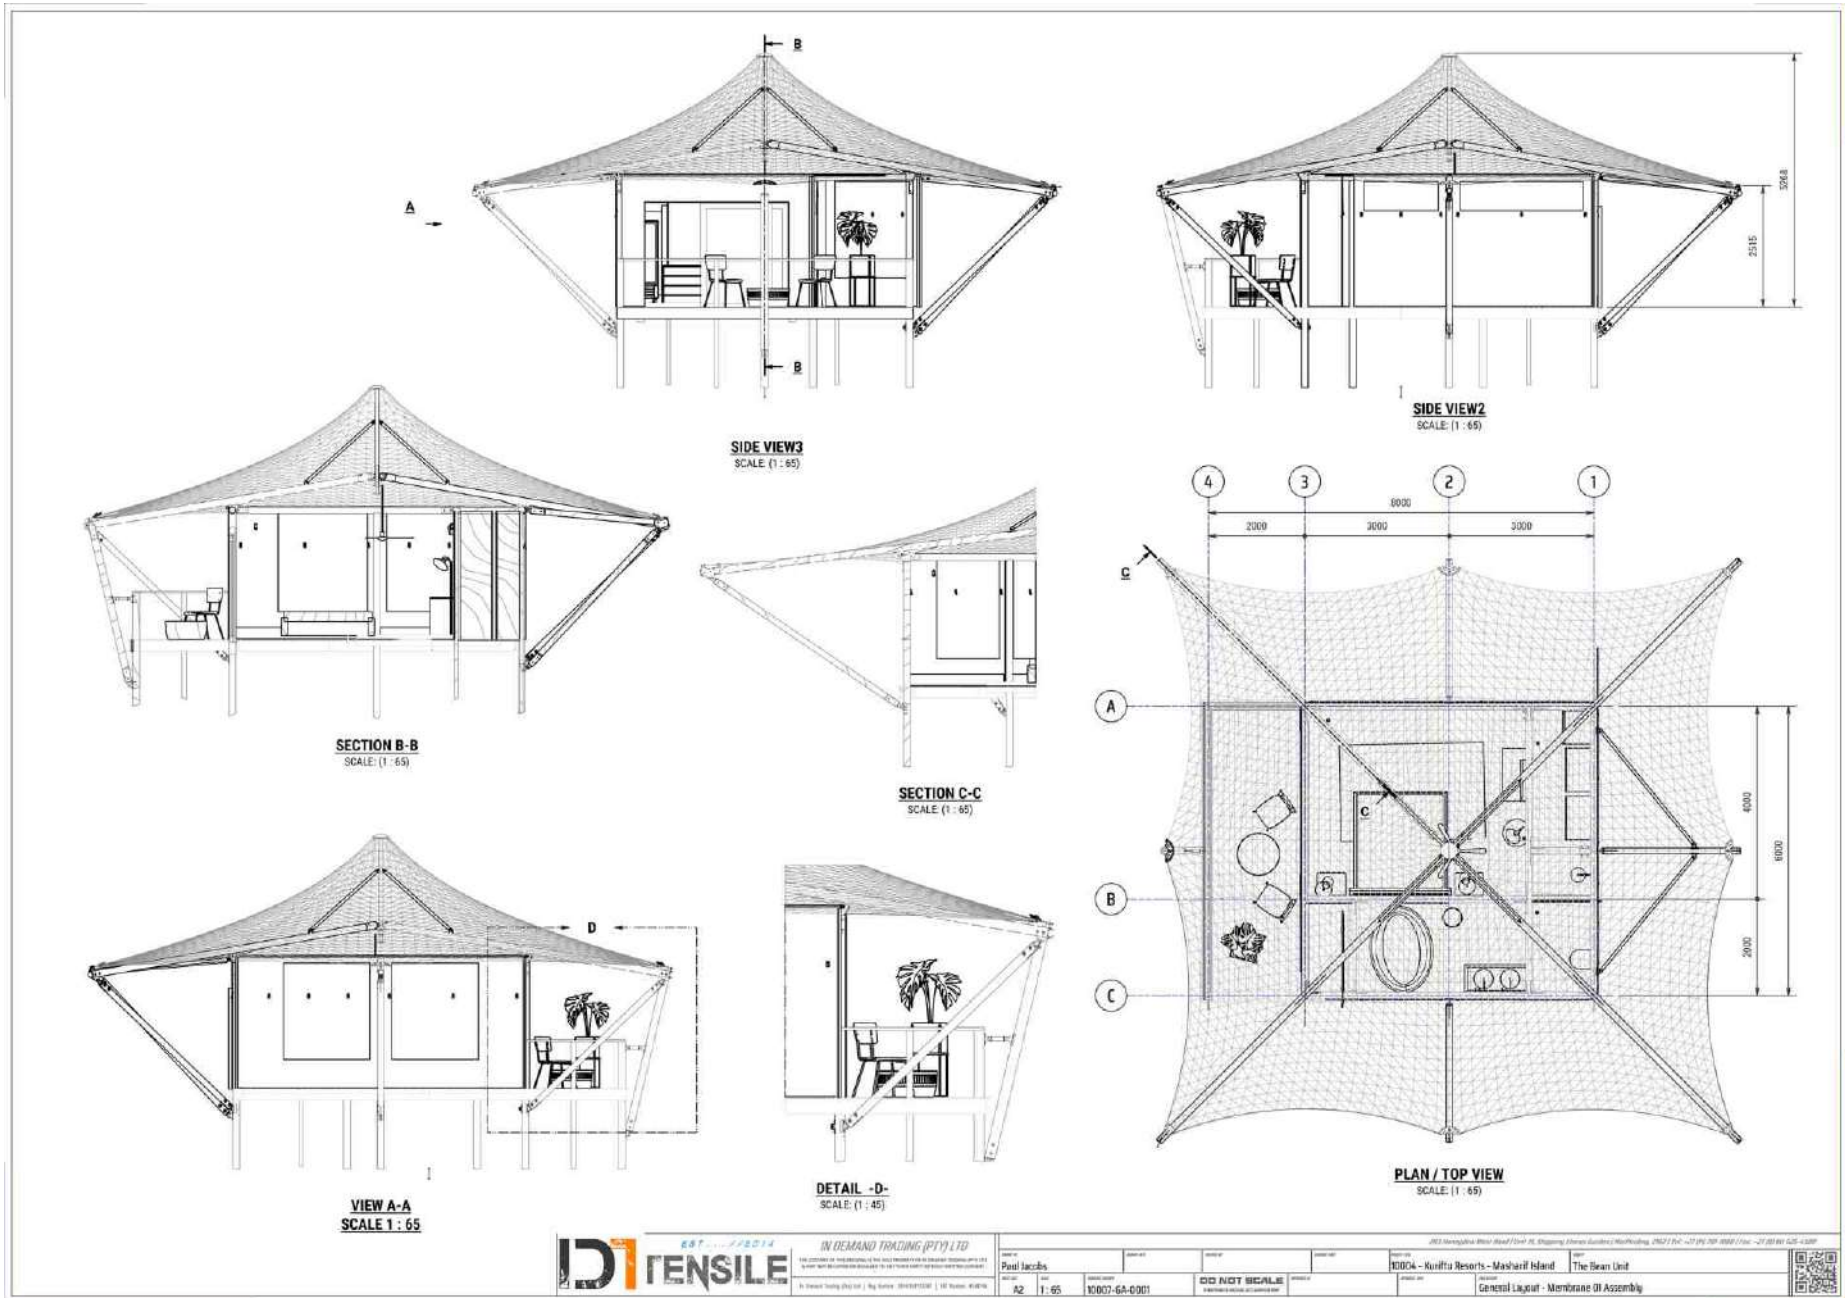 B
A
B
SIDE VIEW3
SCALE: (1 : 65)
5268
2515
SIDE VIEW2
SCALE: (1 : 65)
SECTION B-B
SCALE: (1 : 65)
SECTION C-C
SCALE: (1 : 65)
4 3 2 1
8000
2000 3000 3000
C
A
C
B
C
4000
6000
2000
PLAN / TOP VIEW
SCALE: (1 : 65)
D
VIEW A-A
SCALE 1 : 65
DETAIL -D-
SCALE: (1 : 45)
DT TENSILE
IN DEMAND TRADING (PTY) LTD
Paul Jacobs
10004 - Kuriftu Resorts - Masharif Island
The Bean Unit
A2
1 : 65
10007-GA-0001
DO NOT SCALE
General Layout - Membrane 01 Assembly